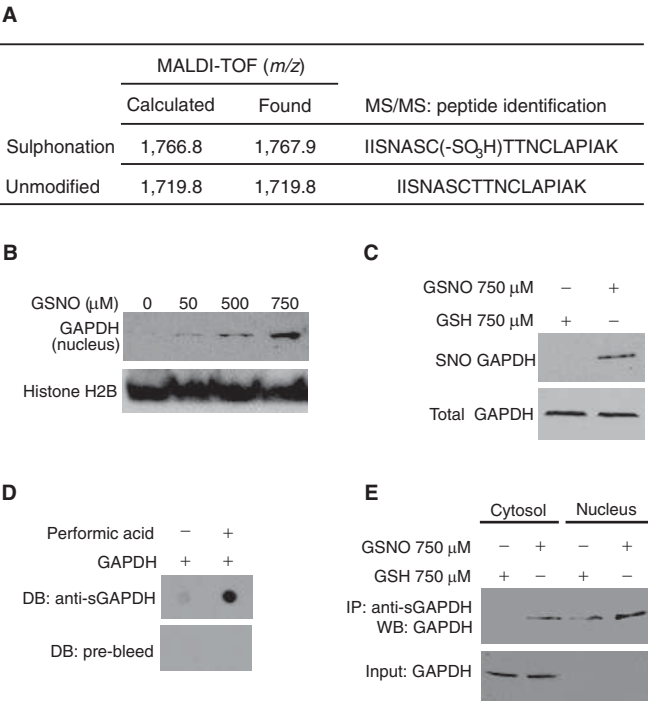 A
MALDI-TOF (m/z)
Calculated Found MS/MS: peptide identification
Sulphonation 1,766.8 1,767.9 IISNASC(-SO3H)TTNCLAPIAK
Unmodified 1,719.8 1,719.8 IISNASCTTNCLAPIAK
B
GSNO (μM) 0 50 500 750
GAPDH
(nucleus)
Histone H2B
C
GSNO 750 μM − +
GSH 750 μM + −
SNO GAPDH
Total GAPDH
D
Performic acid − +
GAPDH + +
DB: anti-sGAPDH
DB: pre-bleed
E
Cytosol Nucleus
GSNO 750 μM − + − +
GSH 750 μM + − + −
IP: anti-sGAPDH
WB: GAPDH
Input: GAPDH